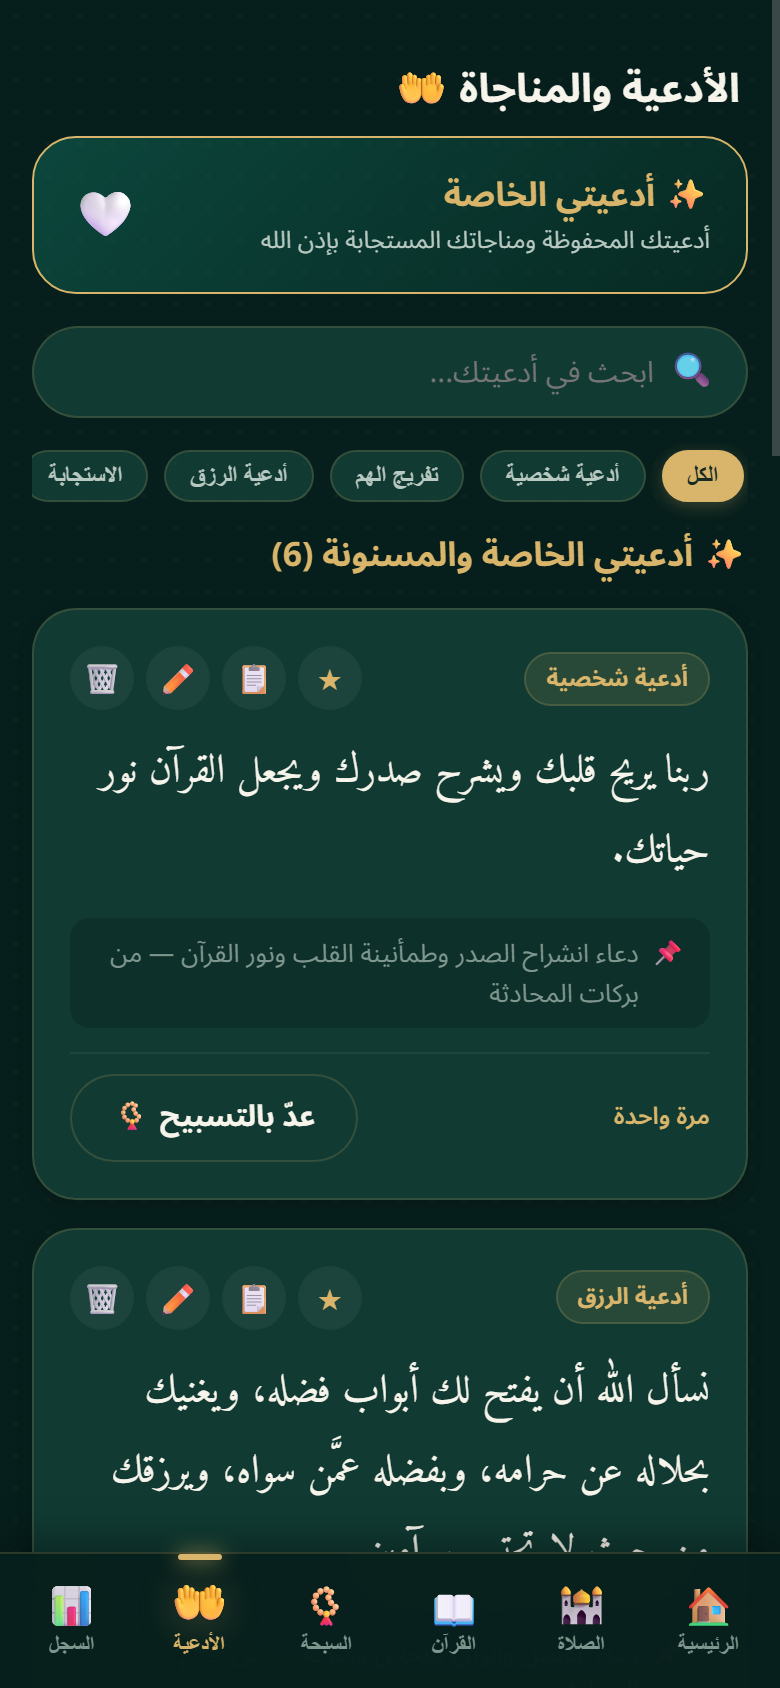 الأدعية والمناجاة
أدعيتي الخاصة
أدعيتك المحفوظة ومناجاتك المستجابة بإذن الله
ابحث في أدعيتك...
الكل
أدعية شخصية
تفريج الهم
أدعية الرزق
الاستجابة
أدعيتي الخاصة والمسنونة (6)
أدعية شخصية
ربنا يريح قلبك ويشرح صدرك ويجعل القرآن نور
حياتك.
دعاء انشراح الصدر وطمأنينة القلب ونور القرآن — من
بركات المحادثة
مرة واحدة
عدّ بالتسبيح
أدعية الرزق
نسأل الله أن يفتح لك أبواب فضله، ويغنيك
بحلاله عن حرامه، وبفضله عمَّن سواه، ويرزقك
الرئيسية
الصلاة
القرآن
السبحة
الأدعية
السجل